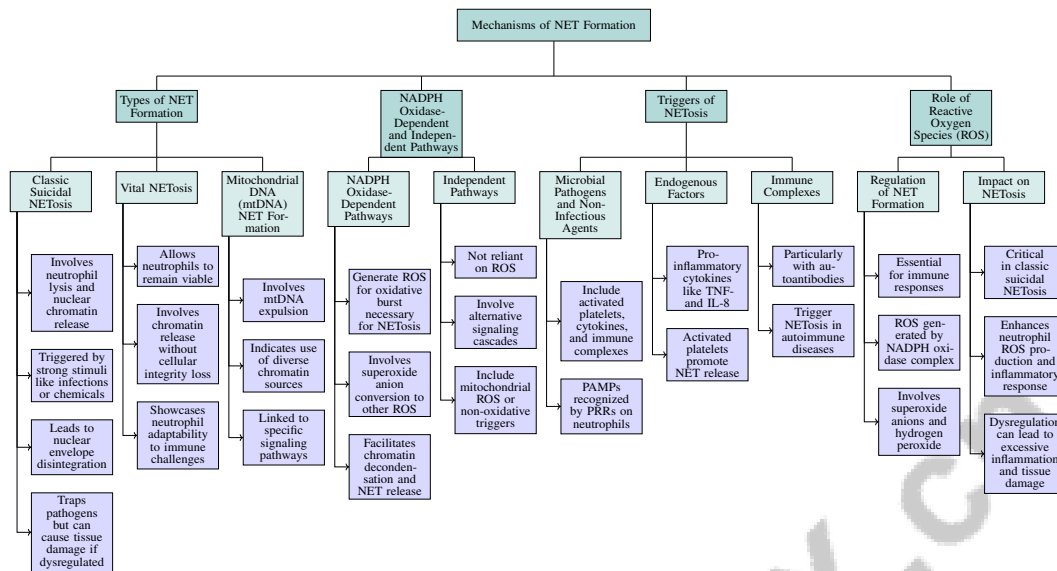 Mechanisms of NET Formation
Types of NET
Formation
NADPH
Oxidase-
Dependent
and Indepen-
dent Pathways
Triggers of
NETosis
Role of
Reactive
Oxygen
Species (ROS)
Classic
Suicidal
NETosis
Vital NETosis
Mitochondrial
DNA
(mtDNA)
NET For-
mation
NADPH
Oxidase-
Dependent
Pathways
Independent
Pathways
Microbial
Pathogens
and Non-
Infectious
Agents
Endogenous
Factors
Immune
Complexes
Regulation
of NET
Formation
Impact on
NETosis
Involves
neutrophil
lysis and
nuclear
chromatin
release
Triggered by
strong stimuli
like infections
or chemicals
Leads to
nuclear
envelope
disintegration
Traps
pathogens
but can
cause tissue
damage if
dysregulated
Allows
neutrophils to
remain viable
Involves
chromatin
release
without
cellular
integrity loss
Showcases
neutrophil
adaptability
to immune
challenges
Involves
mtDNA
expulsion
Indicates use
of diverse
chromatin
sources
Linked to
specific
signaling
pathways
Generate ROS
for oxidative
burst
necessary
for NETosis
Involves
superoxide
anion
conversion to
other ROS
Facilitates
chromatin
deconden-
sation and
NET release
Not reliant
on ROS
Involve
alternative
signaling
cascades
Include
mitochondrial
ROS or
non-oxidative
triggers
Include
activated
platelets,
cytokines,
and immune
complexes
PAMPs
recognized
by PRRs on
neutrophils
Pro-
inflammatory
cytokines
like TNF-
and IL-8
Activated
platelets
promote
NET release
Particularly
with au-
toantibodies
Trigger
NETosis in
autoimmune
diseases
Essential
for immune
responses
ROS gen-
erated by
NADPH oxi-
dase complex
Involves
superoxide
anions and
hydrogen
peroxide
Critical
in classic
suicidal
NETosis
Enhances
neutrophil
ROS pro-
duction and
inflammatory
response
Dysregulation
can lead to
excessive
inflammation
and tissue
damage